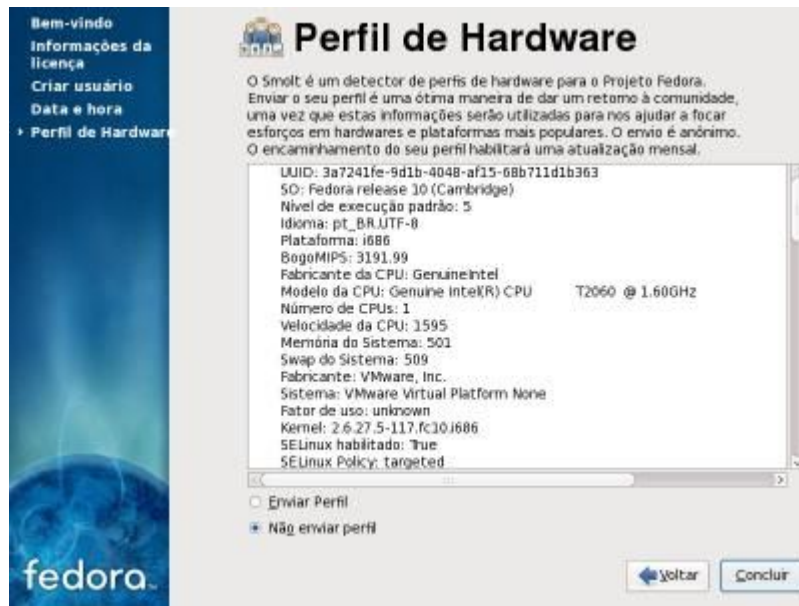 Bem-vindo
Informações da
licença
Criar usuário
Data e hora
Perfil de Hardware
fedora
Perfil de Hardware
O Smolt é um detector de perfis de hardware para o Projeto Fedora.
Enviar o seu perfil é uma ótima maneira de dar um retorno à comunidade,
uma vez que estas informações serão utilizadas para nos ajudar a focar
esforços em hardwares e plataformas mais populares. O envio é anônimo.
O encaminhamento do seu perfil habilitará uma atualização mensal.
UUID: 3a7241fe-9d1b-4048-af15-68b711d1b363
SO: Fedora release 10 (Cambridge)
Nível de execução padrão: 5
Idioma: pt_BR.UTF-8
Plataforma: i686
BogoMIPS: 3191.99
Fabricante da CPU: GenuineIntel
Modelo da CPU: Genuine Intel(R) CPU T2060 @ 1.60GHz
Número de CPUs: 1
Velocidade da CPU: 1595
Memória do Sistema: 501
Swap do Sistema: 509
Fabricante: VMware, Inc.
Sistema: VMware Virtual Platform None
Fator de uso: unknown
Kernel: 2.6.27.5-117.fc10.i686
SELinux habilitado: True
SELinux Policy: targeted
Enviar Perfil
Não enviar perfil
Voltar
Concluir